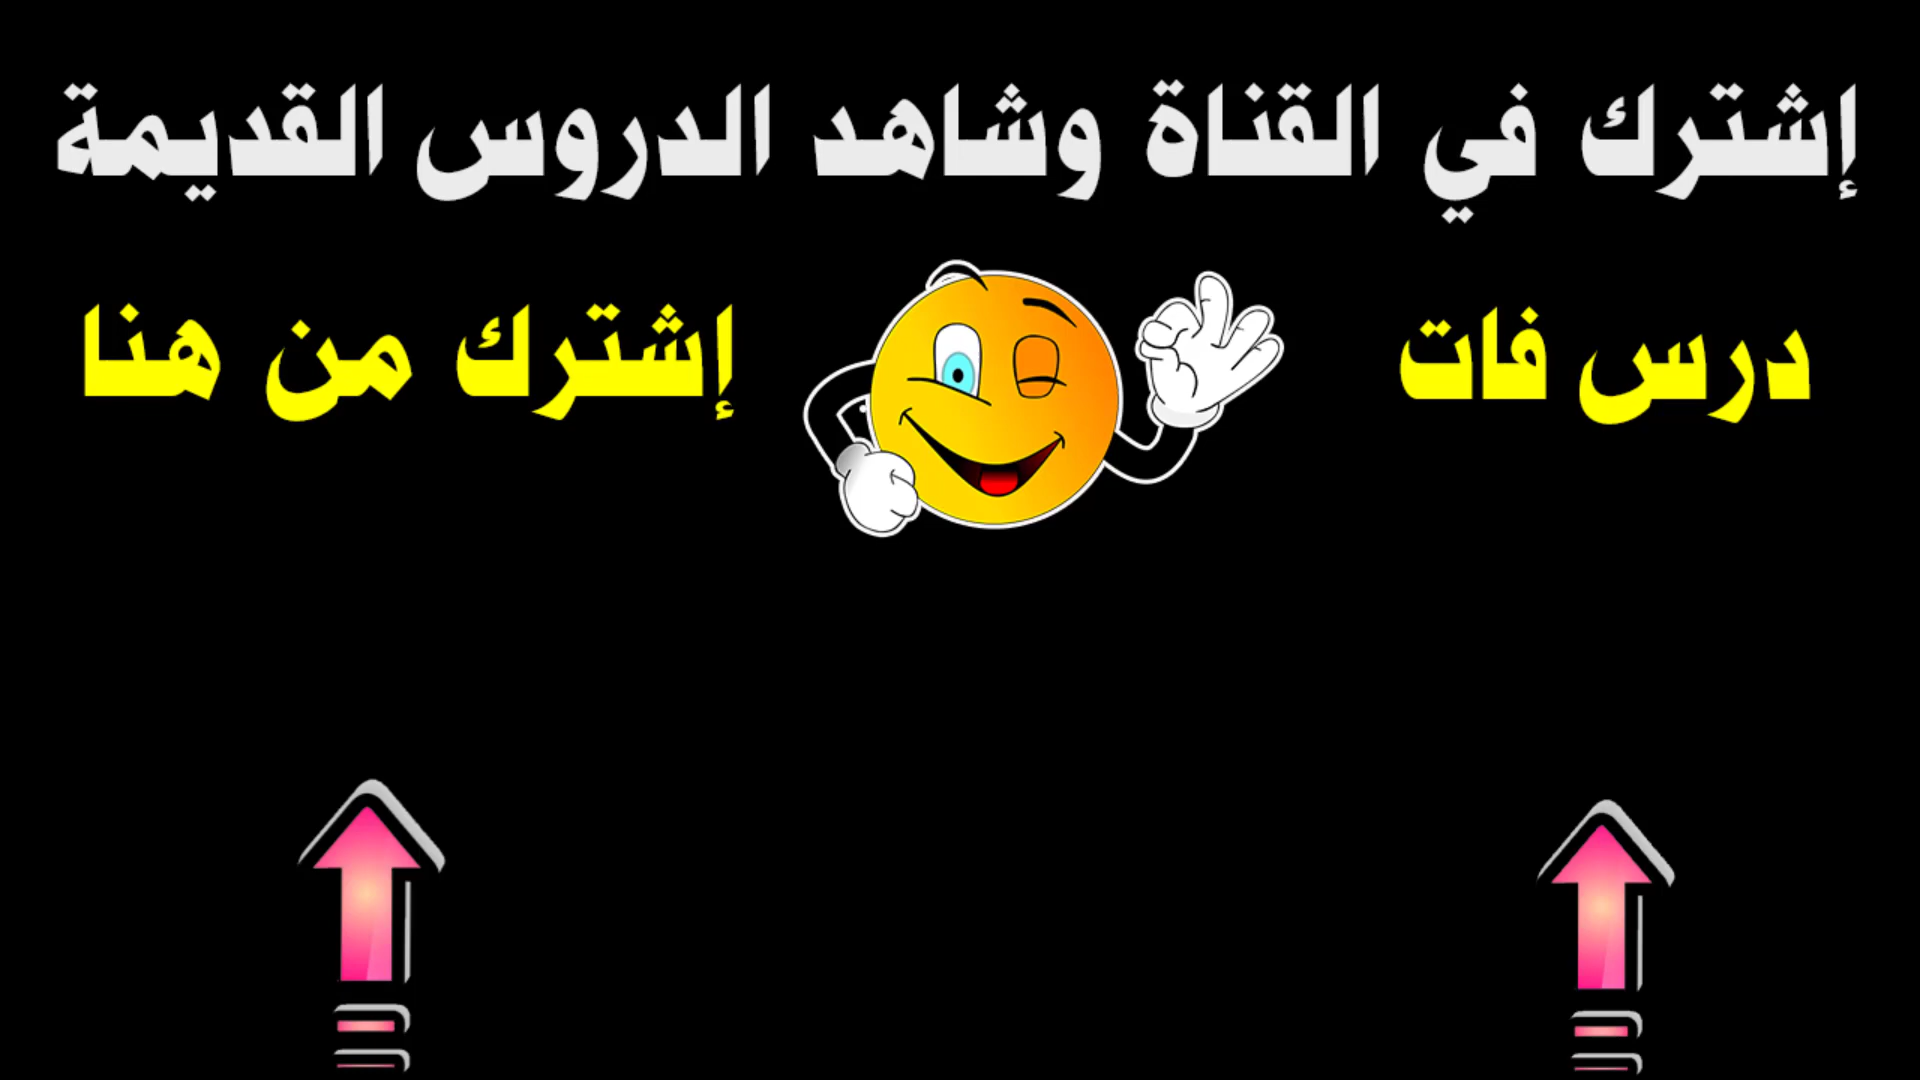 إشترك في القناة وشاهد الدروس القديمة
درس فات
إشترك من هنا